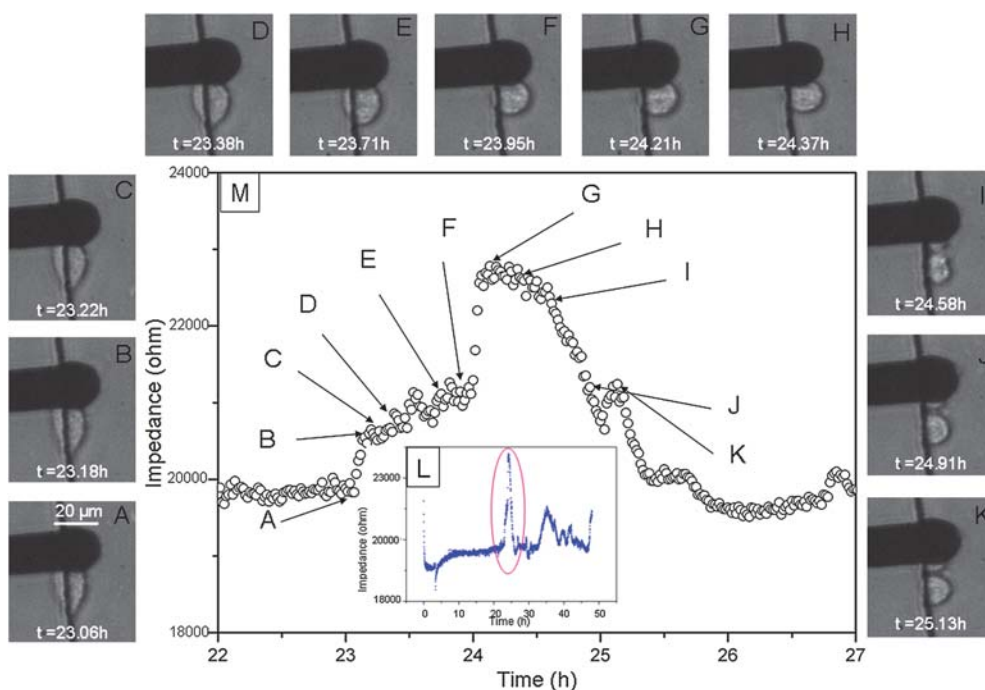 D
E
F
G
H
t=23.38h
t=23.71h
t=23.95h
t=24.21h
t=24.37h
C
t=23.22h
B
t=23.18h
A
20 µm
t=23.06h
I
t=24.58h
J
t=24.91h
K
t=25.13h
M
Impedance (ohm)
24000
22000
20000
18000
22
23
24
25
26
27
Time (h)
A
B
C
D
E
F
G
H
I
J
K
L
Impedance (ohm)
23000
20000
18000
0
10
20
30
40
50
60
Time (h)